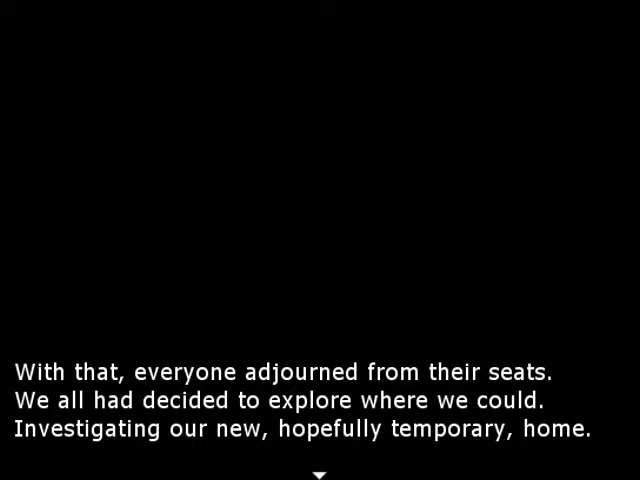 With that, everyone adjourned from their seats.
We all had decided to explore where we could.
Investigating our new, hopefully temporary, home.